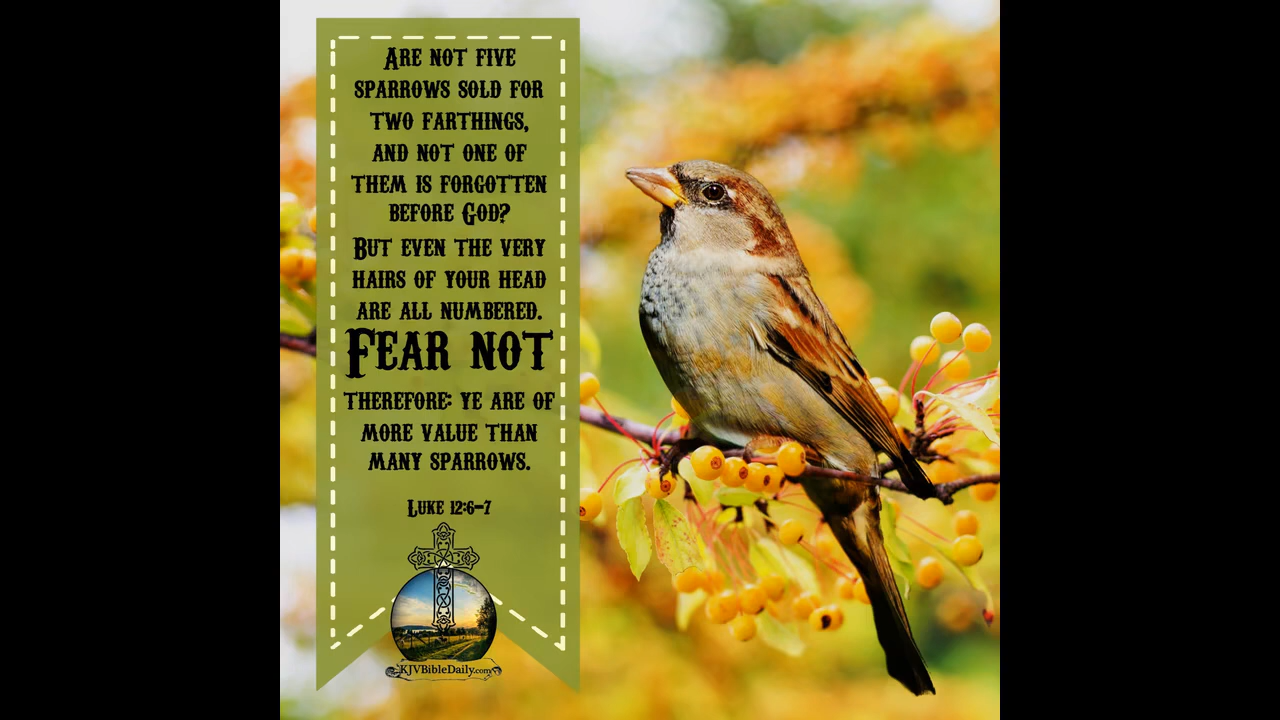 Are not five
sparrows sold for
two farthings,
and not one of
them is forgotten
before God?
But even the very
hairs of your head
are all numbered.
Fear not
therefore: ye are of
more value than
many sparrows.
Luke 12:6-7
KJVBibleDaily.com